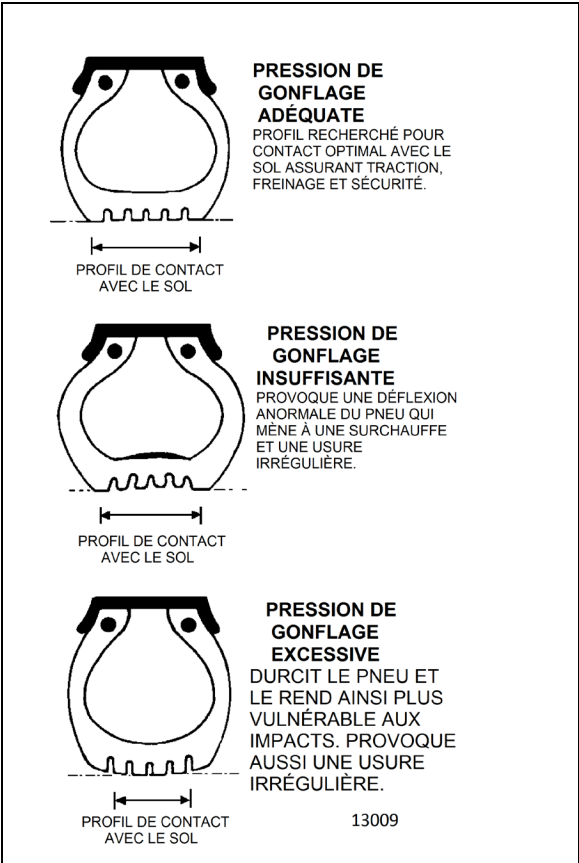 PRESSION DE
GONFLAGE
ADÉQUATE
PROFIL RECHERCHÉ POUR
CONTACT OPTIMAL AVEC LE
SOL ASSURANT TRACTION,
FREINAGE ET SÉCURITÉ.
PROFIL DE CONTACT
AVEC LE SOL
PRESSION DE
GONFLAGE
INSUFFISANTE
PROVOQUE UNE DÉFLEXION
ANORMALE DU PNEU QUI
MÈNE À UNE SURCHAUFFE
ET UNE USURE
IRRÉGULIÈRE.
PROFIL DE CONTACT
AVEC LE SOL
PRESSION DE
GONFLAGE
EXCESSIVE
DURCIT LE PNEU ET
LE REND AINSI PLUS
VULNÉRABLE AUX
IMPACTS. PROVOQUE
AUSSI UNE USURE
IRRÉGULIÈRE.
PROFIL DE CONTACT
AVEC LE SOL
13009